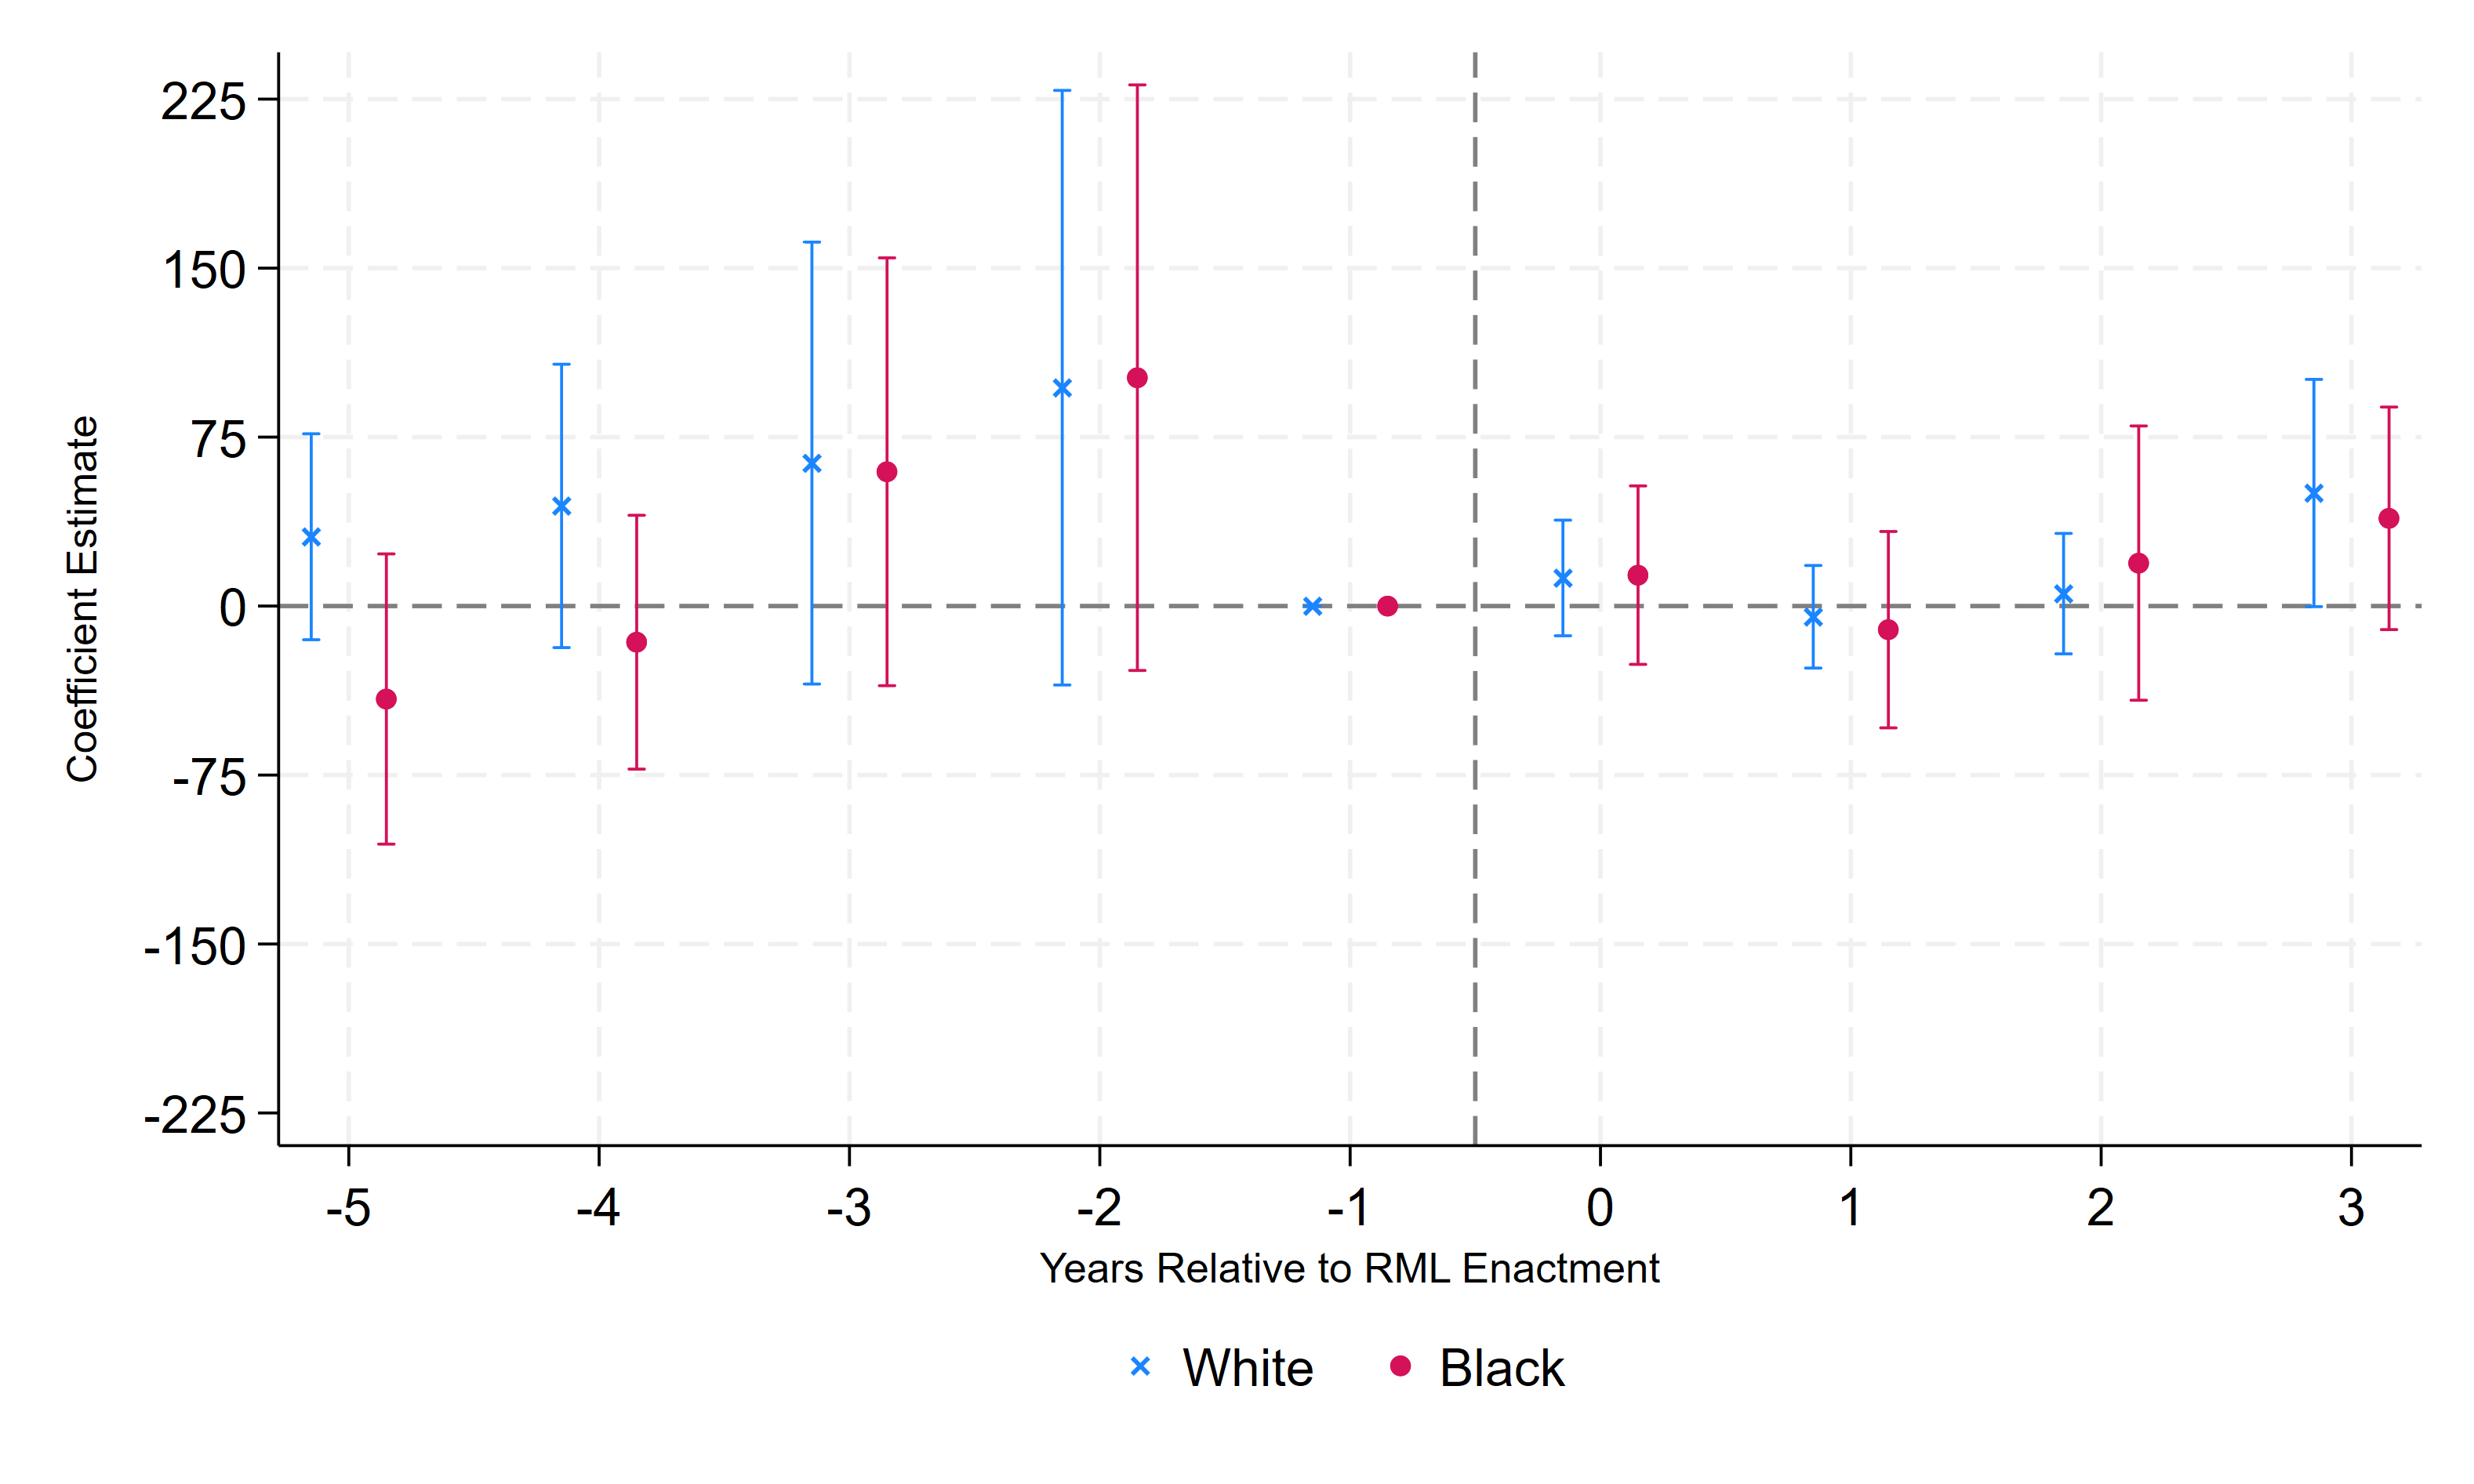 225
150
75
0
-75
-150
-225
Coefficient Estimate
-5 -4 -3 -2 -1 0 1 2 3
Years Relative to RML Enactment
White Black